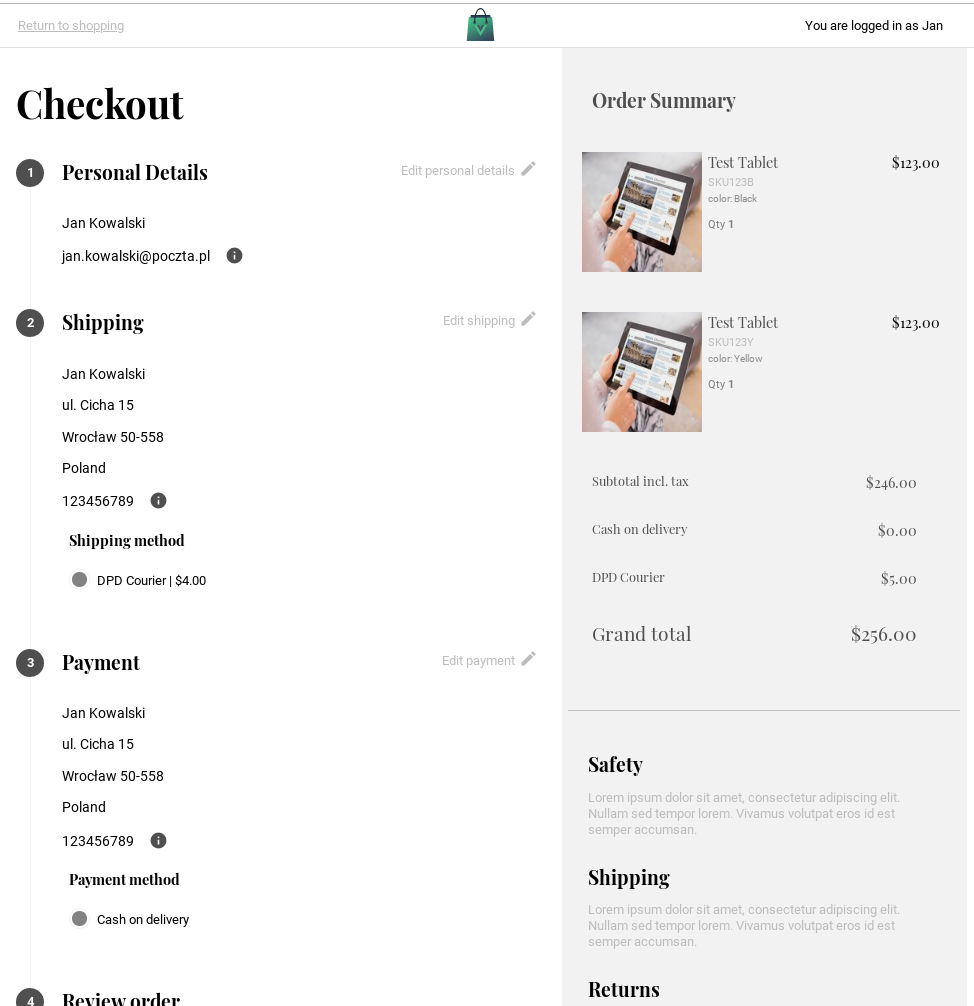 Return to shopping
You are logged in as Jan
Checkout
1 Personal Details
Edit personal details
Jan Kowalski
jan.kowalski@poczta.pl
2 Shipping
Edit shipping
Jan Kowalski
ul. Cicha 15
Wrocław 50-558
Poland
123456789
Shipping method
DPD Courier | $4.00
3 Payment
Edit payment
Jan Kowalski
ul. Cicha 15
Wrocław 50-558
Poland
123456789
Payment method
Cash on delivery
4 Review order
Order Summary
Test Tablet $123.00
SKU123B
color: Black
Qty 1
Test Tablet $123.00
SKU123Y
color: Yellow
Qty 1
Subtotal incl. tax $246.00
Cash on delivery $0.00
DPD Courier $5.00
Grand total $256.00
Safety
Lorem ipsum dolor sit amet, consectetur adipiscing elit.
Nullam sed tempor lorem. Vivamus volutpat eros id est
semper accumsan.
Shipping
Lorem ipsum dolor sit amet, consectetur adipiscing elit.
Nullam sed tempor lorem. Vivamus volutpat eros id est
semper accumsan.
Returns